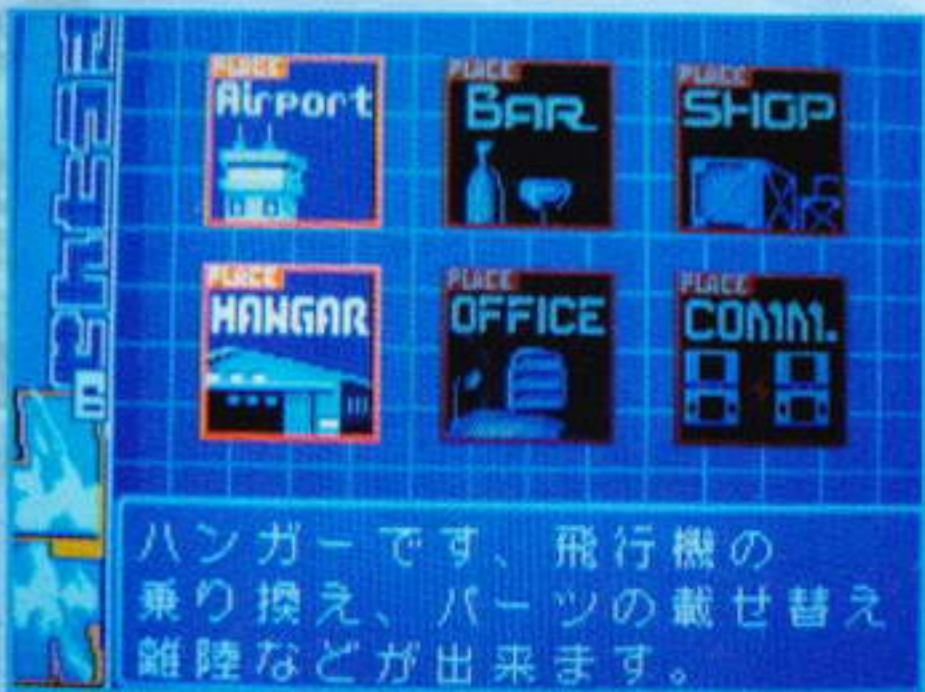 PLACE
Airport
PLACE
BAR
PLACE
SHOP
PLACE
HANGAR
PLACE
OFFICE
PLACE
COMM.
ハンガーです、飛行機の
乗り換え、パーツの載せ替え
離陸などが出来ます。